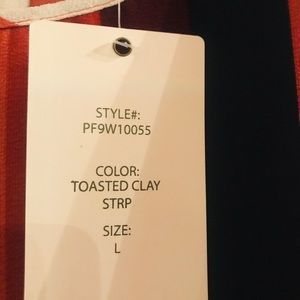 STYLE#:
PF9W10055
COLOR:
TOASTED CLAY
STRP
SIZE:
L